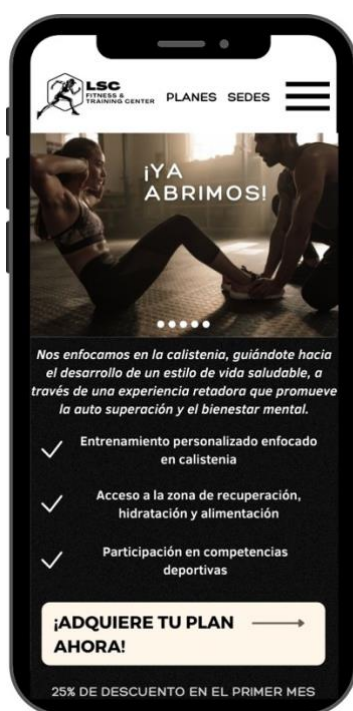 LSC
FITNESS &
TRAINING CENTER
PLANES SEDES
¡YA
ABRIMOS!
Nos enfocamos en la calistenia, guiándote hacia
el desarrollo de un estilo de vida saludable, a
través de una experiencia retadora que promueve
la auto superación y el bienestar mental.
Entrenamiento personalizado enfocado
en calistenia
Acceso a la zona de recuperación,
hidratación y alimentación
Participación en competencias
deportivas
¡ADQUIERE TU PLAN
AHORA!
25% DE DESCUENTO EN EL PRIMER MES